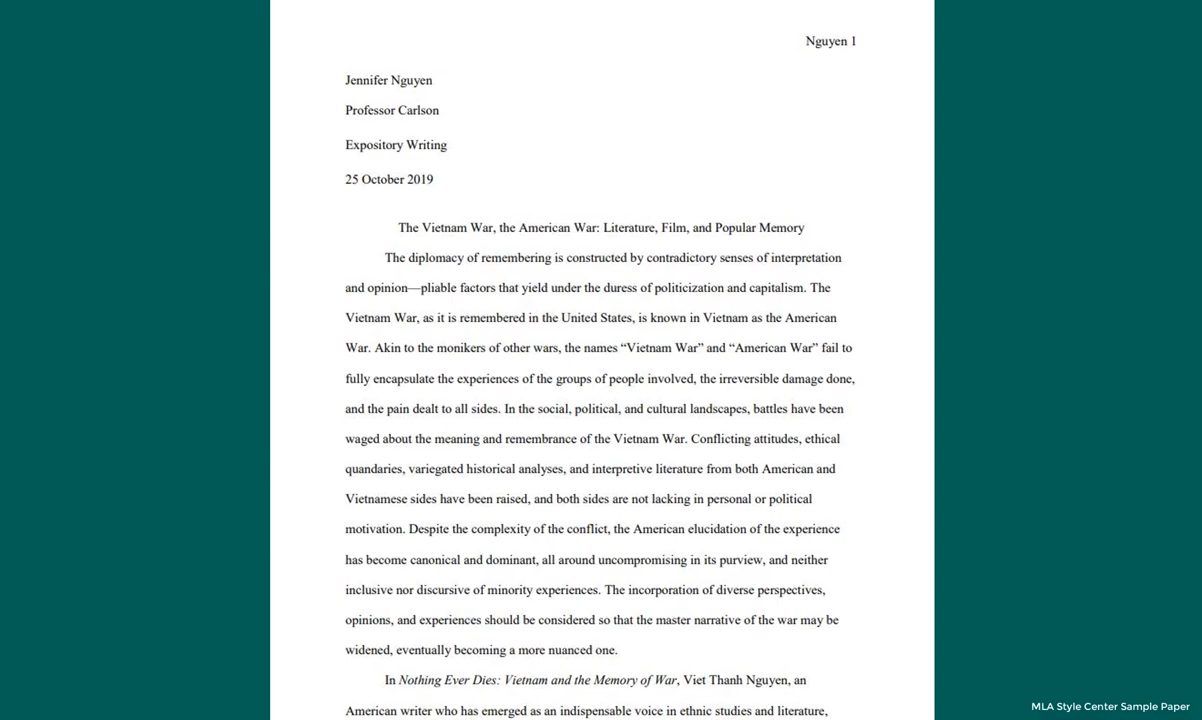 Nguyen 1
Jennifer Nguyen
Professor Carlson
Expository Writing
25 October 2019
The Vietnam War, the American War: Literature, Film, and Popular Memory
The diplomacy of remembering is constructed by contradictory senses of interpretation
and opinion—pliable factors that yield under the duress of politicization and capitalism. The
Vietnam War, as it is remembered in the United States, is known in Vietnam as the American
War. Akin to the monikers of other wars, the names “Vietnam War” and “American War” fail to
fully encapsulate the experiences of the groups of people involved, the irreversible damage done,
and the pain dealt to all sides. In the social, political, and cultural landscapes, battles have been
waged about the meaning and remembrance of the Vietnam War. Conflicting attitudes, ethical
quandaries, variegated historical analyses, and interpretive literature from both American and
Vietnamese sides have been raised, and both sides are not lacking in personal or political
motivation. Despite the complexity of the conflict, the American elucidation of the experience
has become canonical and dominant, all around uncompromising in its purview, and neither
inclusive nor discursive of minority experiences. The incorporation of diverse perspectives,
opinions, and experiences should be considered so that the master narrative of the war may be
widened, eventually becoming a more nuanced one.
In Nothing Ever Dies: Vietnam and the Memory of War, Viet Thanh Nguyen, an
American writer who has emerged as an indispensable voice in ethnic studies and literature,
MLA Style Center Sample Paper